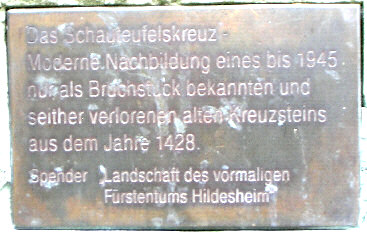 Das Schauteufelskreuz -
Moderne Nachbildung eines bis 1945
nur als Bruchstück bekannten und
seither verlorenen alten Kreuzsteins
aus dem Jahre 1428.
Spender Landschaft des vormaligen
Fürstentums Hildesheim